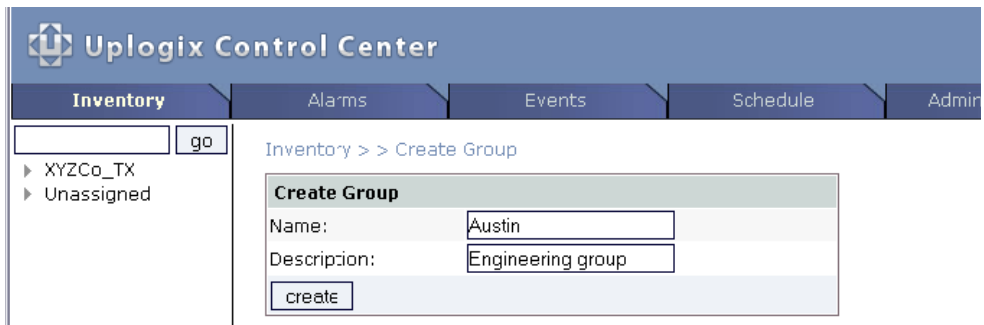 Uplogix Control Center
Inventory Alarms Events Schedule Admin
go
XYZCo_TX
Unassigned
Inventory > > Create Group
Create Group
Name: Austin
Description: Engineering group
create